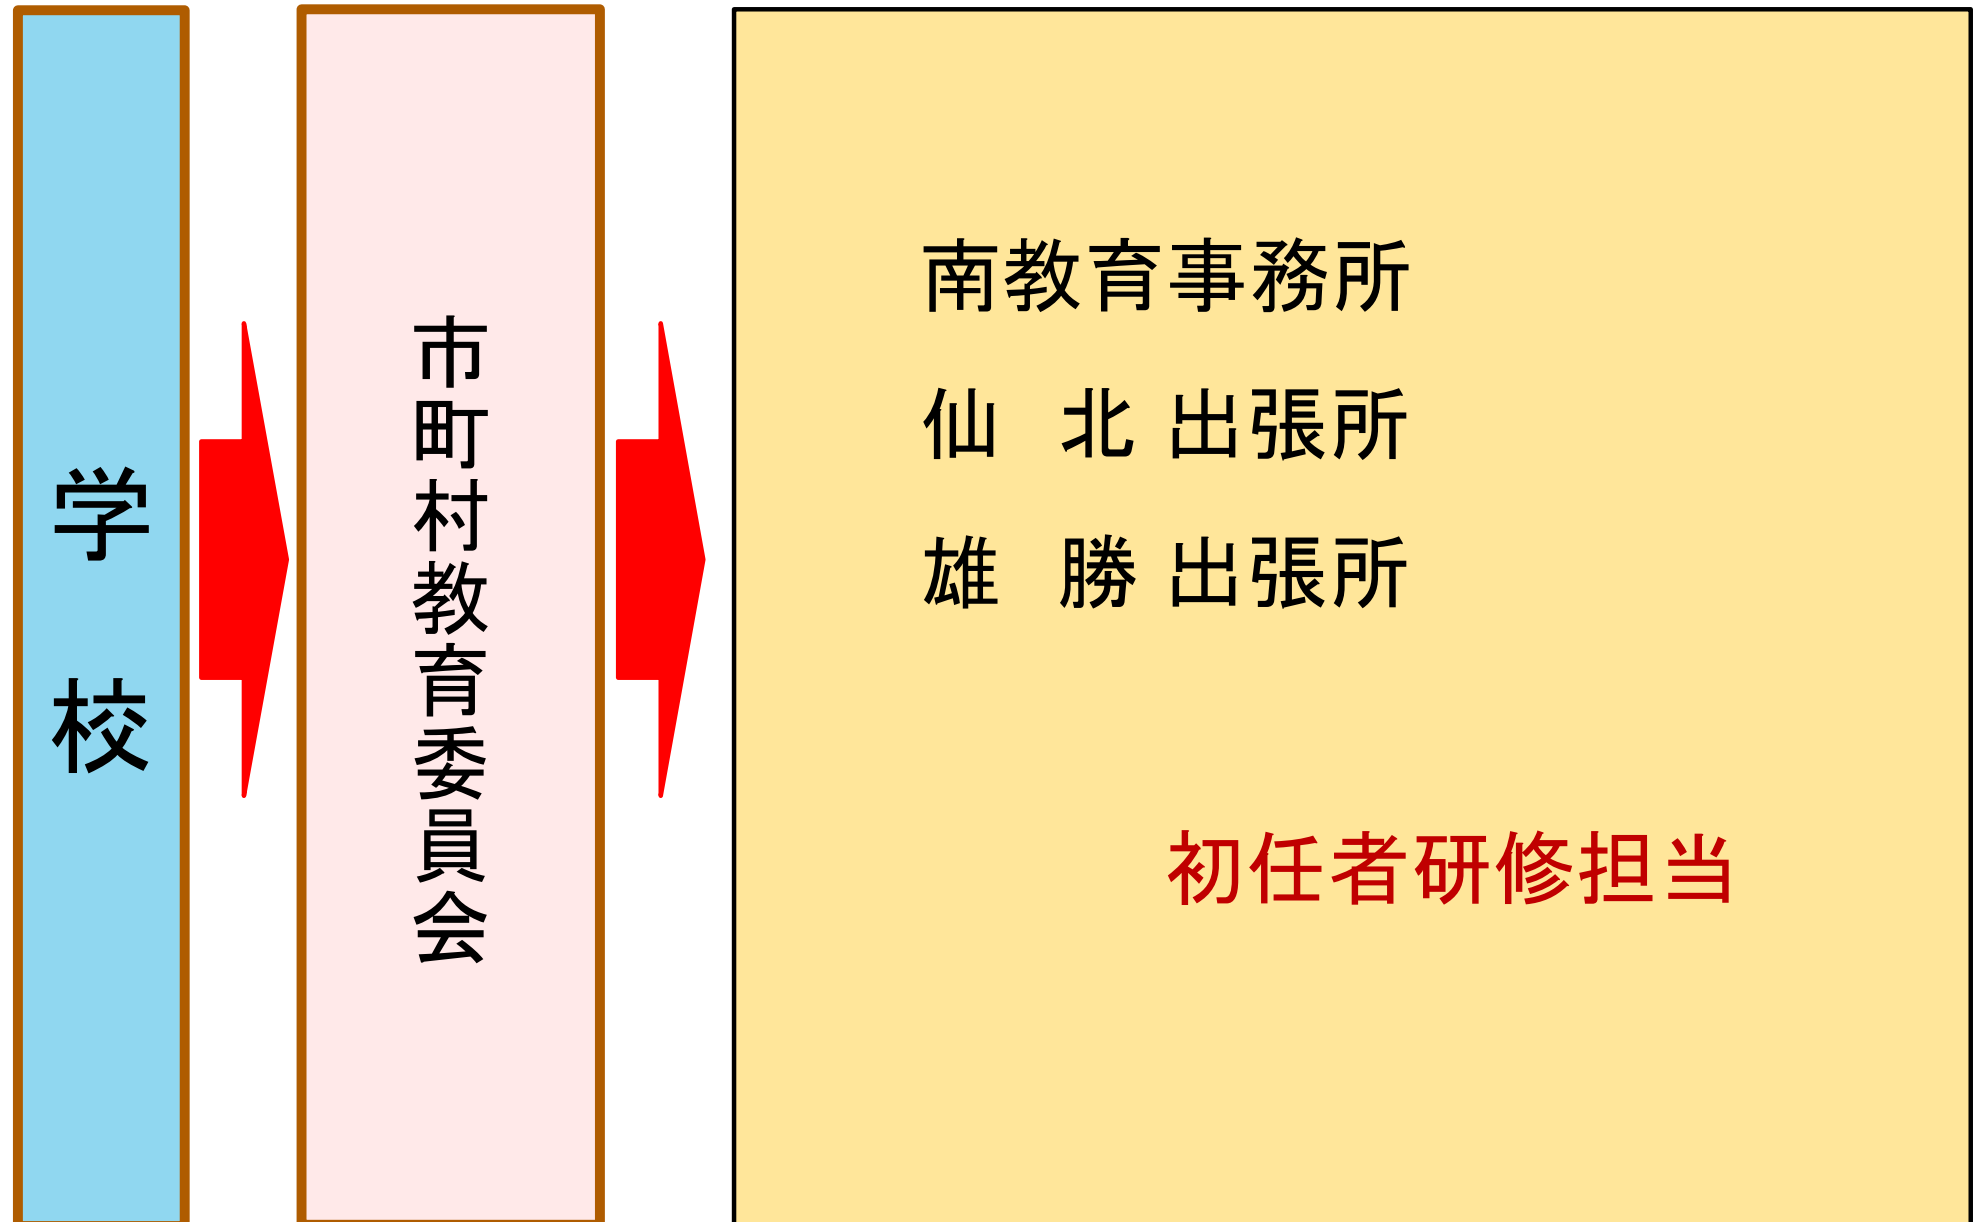 学校
市町村教育委員会
南教育事務所
仙 北 出張所
雄 勝 出張所
初任者研修担当